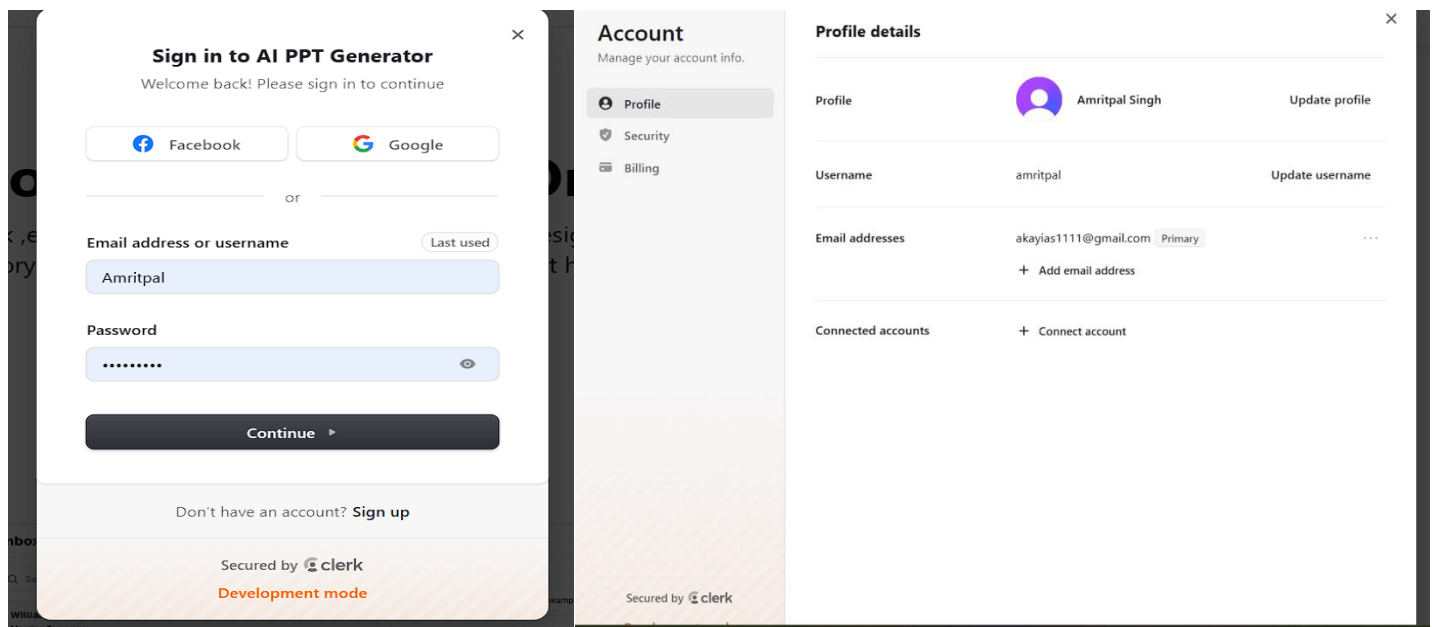 Sign in to AI PPT Generator
Welcome back! Please sign in to continue
Facebook
Google
or
Email address or username
Last used
Amritpal
Password
•••••••••
Continue
Don't have an account? Sign up
Secured by clerk
Development mode
Account
Manage your account info.
Profile
Security
Billing
Secured by clerk
Profile details
Profile
Amritpal Singh
Update profile
Username
amritpal
Update username
Email addresses
akayias1111@gmail.com Primary
+ Add email address
Connected accounts
+ Connect account